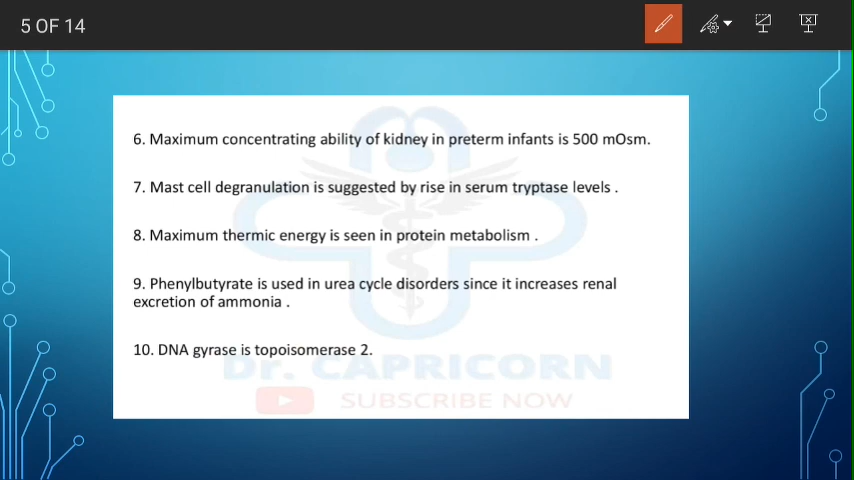 5 OF 14
6. Maximum concentrating ability of kidney in preterm infants is 500 mOsm.
7. Mast cell degranulation is suggested by rise in serum tryptase levels .
8. Maximum thermic energy is seen in protein metabolism .
9. Phenylbutyrate is used in urea cycle disorders since it increases renal
excretion of ammonia .
10. DNA gyrase is topoisomerase 2.
Dr. CAPRICORN
SUBSCRIBE NOW